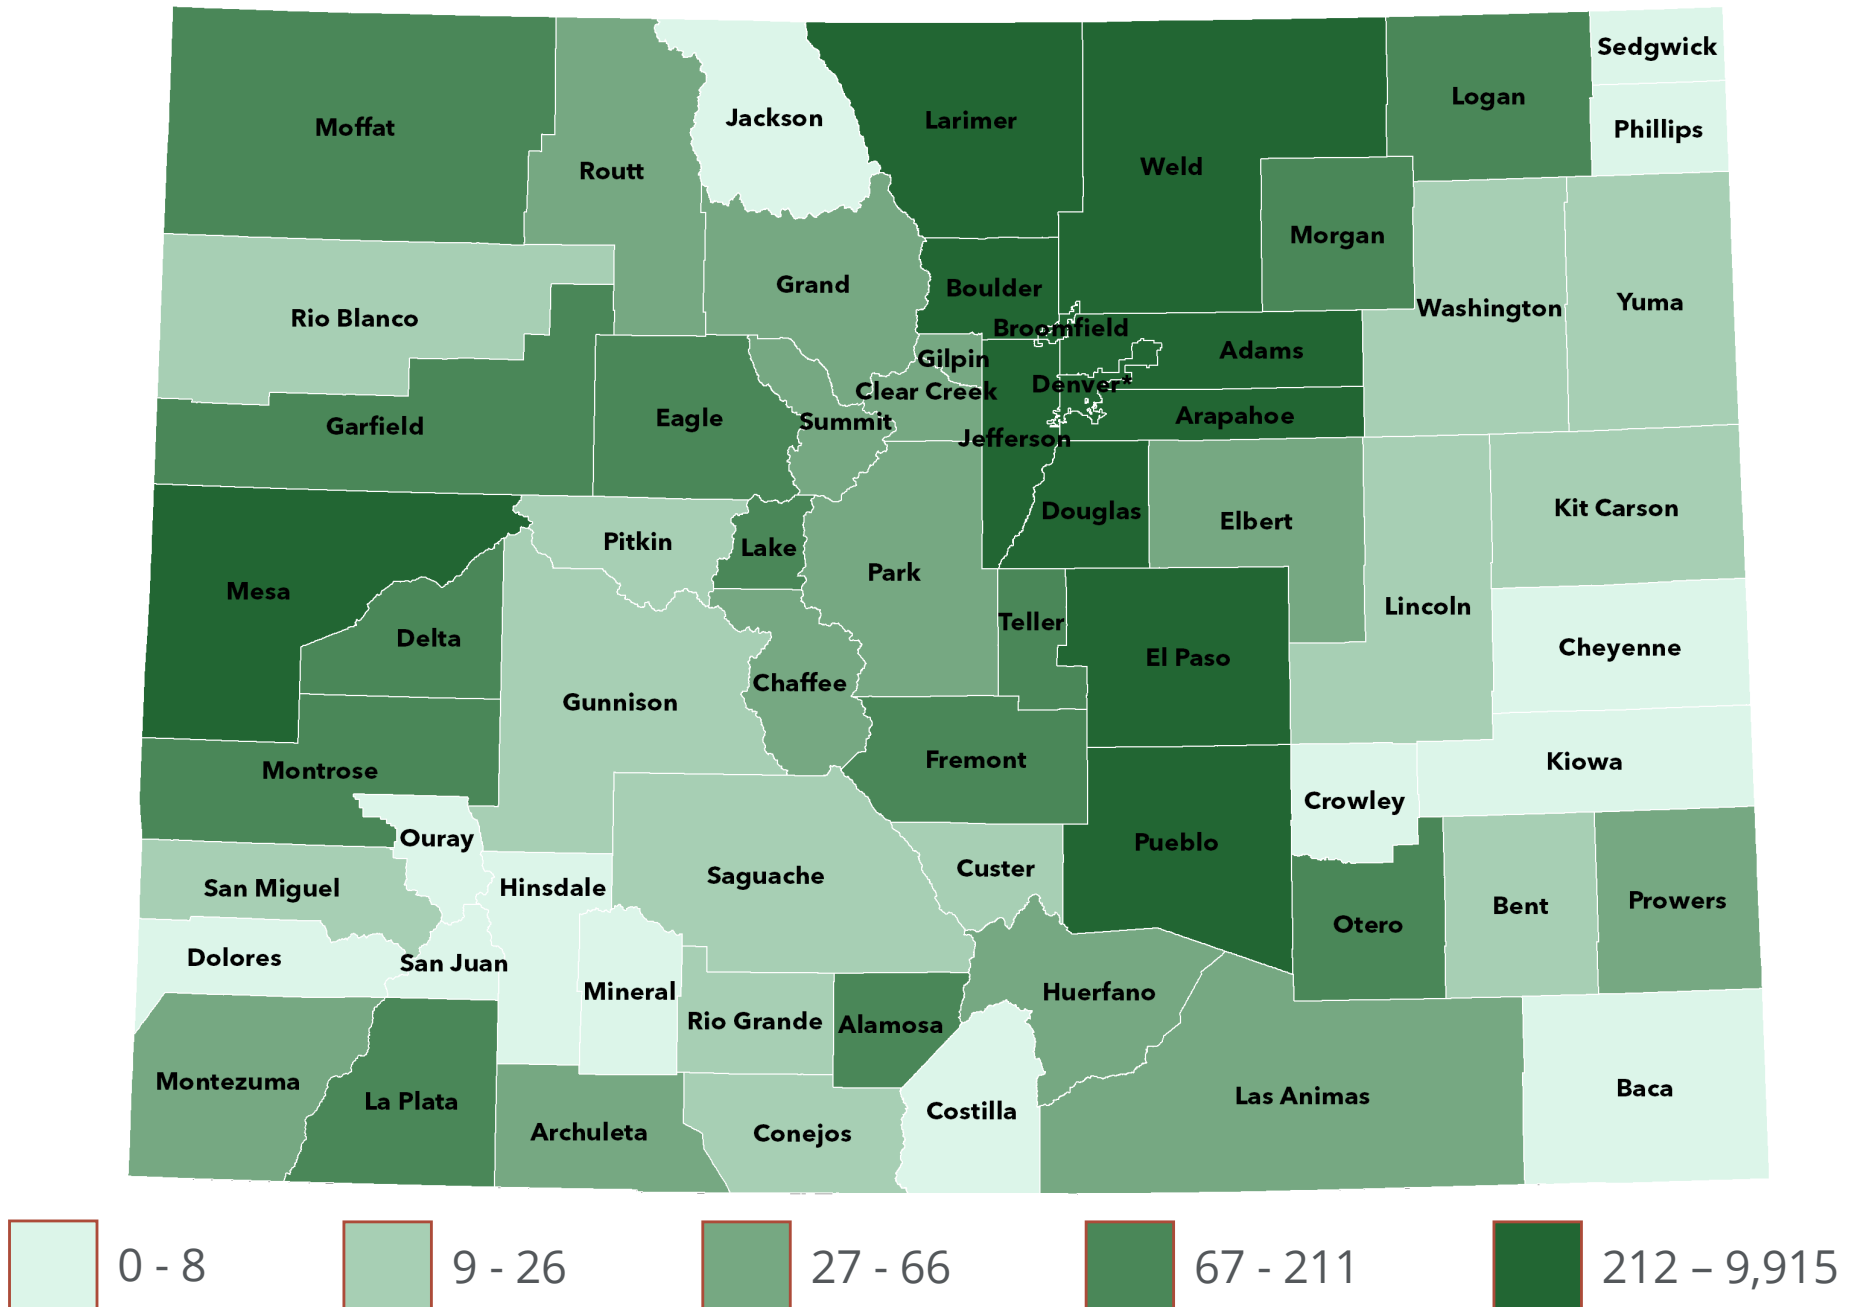 Sedgwick
Logan
Jackson
Larimer
Moffat
Phillips
Weld
Routt
Morgan
Grand
Boulder
Yuma
Washington
Rio Blanco
Broomfield
Adams
Gilpin
Denver*
Clear Creek
Arapahoe
Eagle
Summit
Garfield
Jefferson
Kit Carson
Douglas
Elbert
Pitkin
Lake
Park
Mesa
Lincoln
Teller
Delta
Cheyenne
El Paso
Chaffee
Gunnison
Fremont
Kiowa
Montrose
Crowley
Ouray
Pueblo
Custer
Saguache
San Miguel
Hinsdale
Prowers
Bent
Otero
Dolores
San Juan
Mineral
Huerfano
Rio Grande
Alamosa
Montezuma
Baca
Las Animas
La Plata
Costilla
Archuleta
Conejos
0 - 8
9 - 26
27 - 66
67 - 211
212 – 9,915